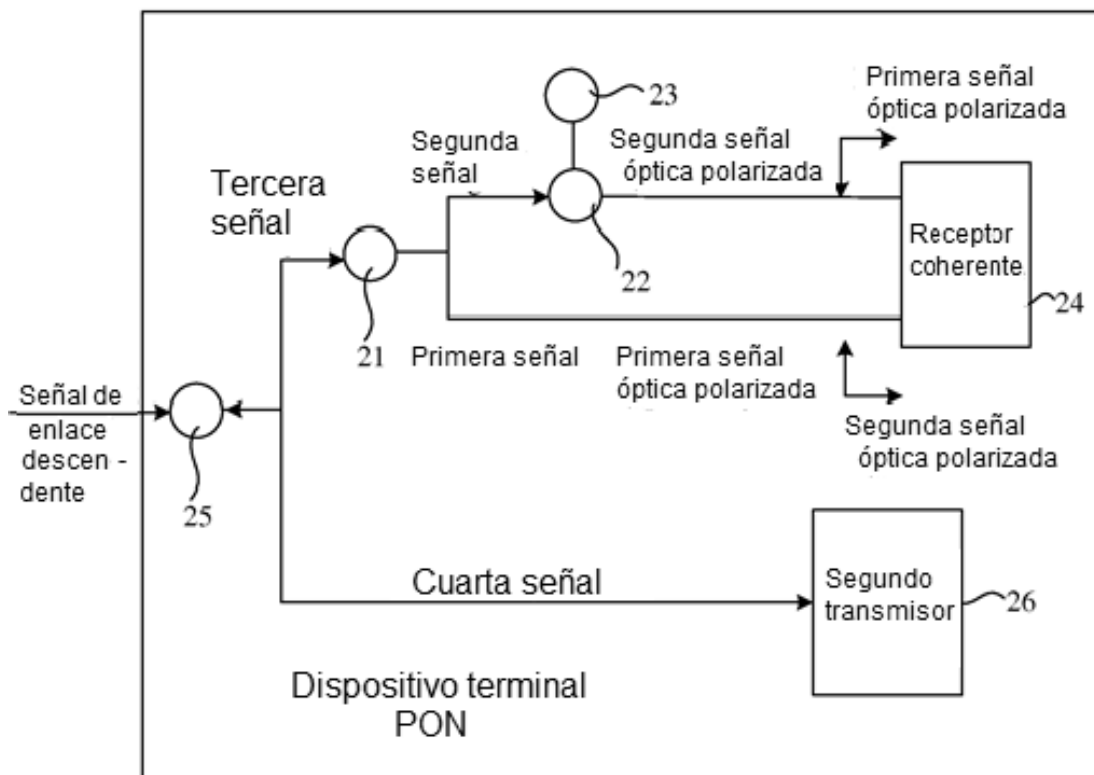 23
Primera señal
óptica polarizada
Segunda
señal
Segunda señal
óptica polarizada
Tercera
señal
22
Receptor
coherente
24
21
Primera señal
Primera señal
óptica polarizada
Señal de
enlace
descen -
dente
25
Segunda señal
óptica polarizada
Cuarta señal
Segundo
transmisor
26
Dispositivo terminal
PON